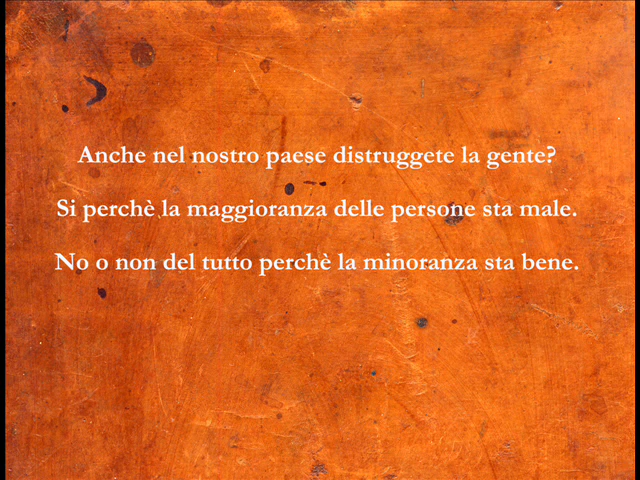 Anche nel nostro paese distruggete la gente?
Si perchè la maggioranza delle persone sta male.
No o non del tutto perchè la minoranza sta bene.